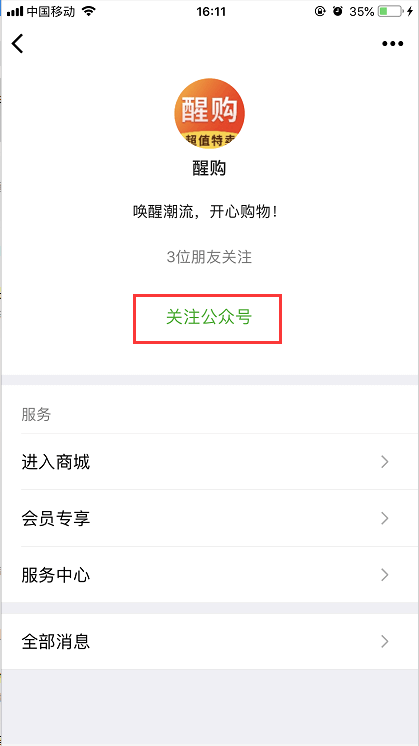 中国移动 16:11 35%
醒购
超值特卖
醒购
唤醒潮流，开心购物！
3位朋友关注
关注公众号
服务
进入商城
会员专享
服务中心
全部消息